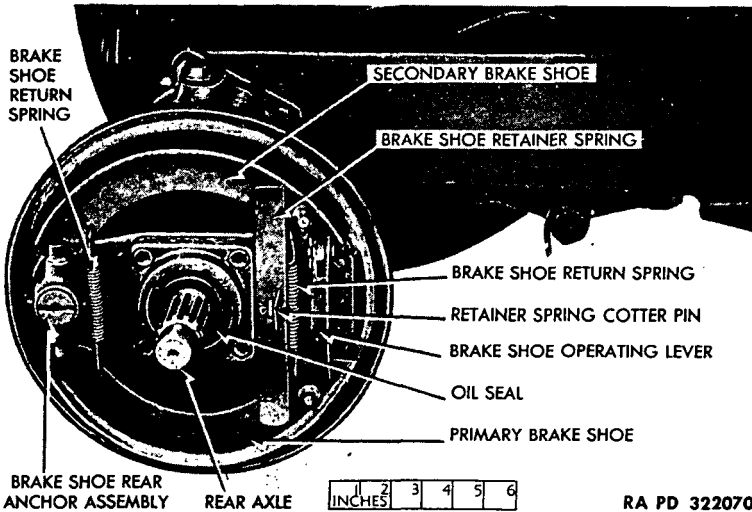 BRAKE
SHOE
RETURN
SPRING
SECONDARY BRAKE SHOE
BRAKE SHOE RETAINER SPRING
BRAKE SHOE RETURN SPRING
RETAINER SPRING COTTER PIN
BRAKE SHOE OPERATING LEVER
OIL SEAL
PRIMARY BRAKE SHOE
BRAKE SHOE REAR
ANCHOR ASSEMBLY
REAR AXLE
1 2 3 4 5 6
INCHES
RA PD 322070